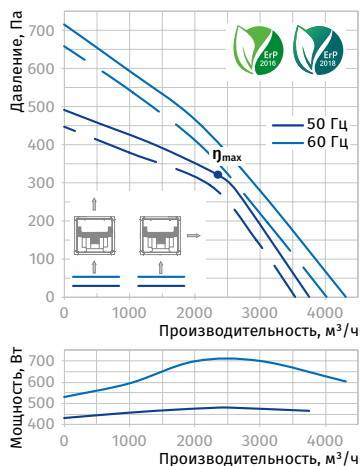 Давление, Па
700
600
500
400
300
200
100
0
ErP
2016
ErP
2018
50 Гц
60 Гц
ηmax
0 1000 2000 3000 4000
Производительность, м³/ч
Мощность, Вт
700
600
500
400
0 1000 2000 3000 4000
Производительность, м³/ч